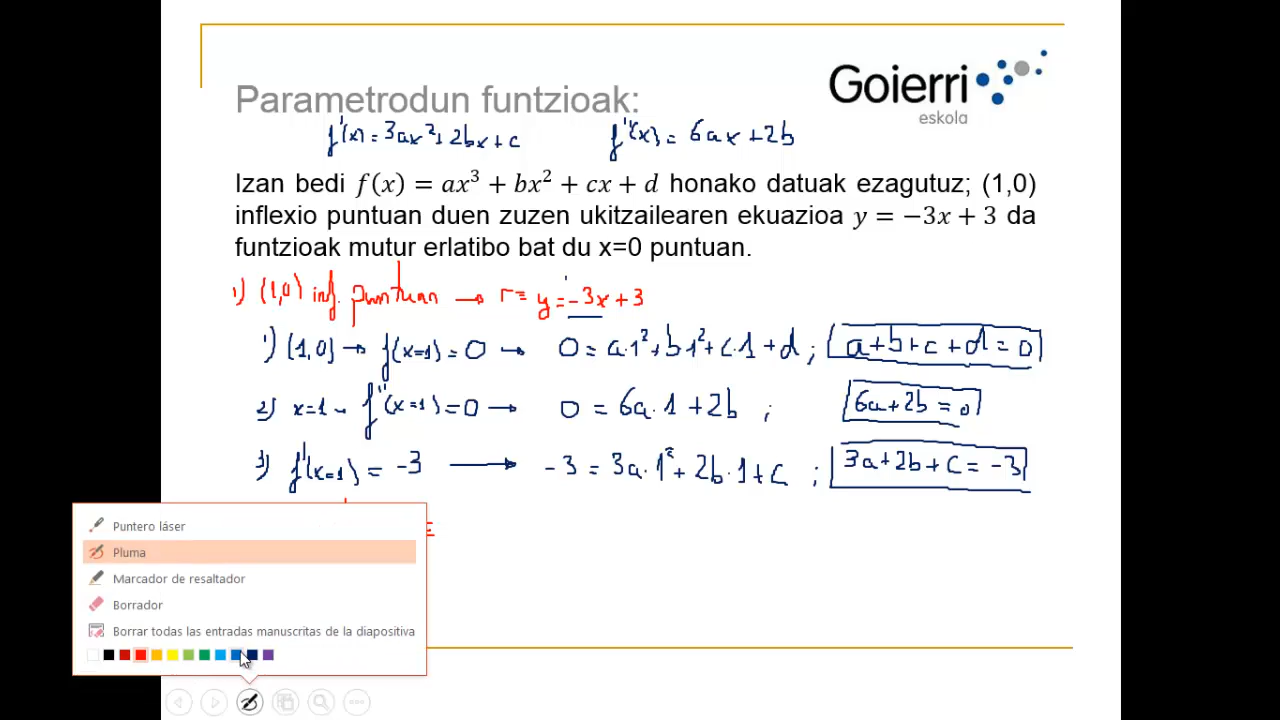 Parametrodun funtzioak:
Goierri
eskola
f'(x) = 3ax² + 2bx + c
f''(x) = 6ax + 2b
Izan bedi f(x) = ax³ + bx² + cx + d honako datuak ezagutuz; (1,0)
inflexio puntuan duen zuzen ukitzailearen ekuazioa y = −3x + 3 da
funtzioak mutur erlatibo bat du x=0 puntuan.
1) (1,0) inf. puntuan → r ≡ y = -3x + 3
1) (1,0) → f(x=1) = 0 → 0 = a·1³ + b·1² + c·1 + d ; a+b+c+d=0
2) x=1 → f''(x=1) = 0 → 0 = 6a·1 + 2b ; 6a+2b=0
3) f'(x=1) = -3 → -3 = 3a·1² + 2b·1 + c ; 3a+2b+c=-3
Puntero láser
Pluma
Marcador de resaltador
Borrador
Borrar todas las entradas manuscritas de la diapositiva